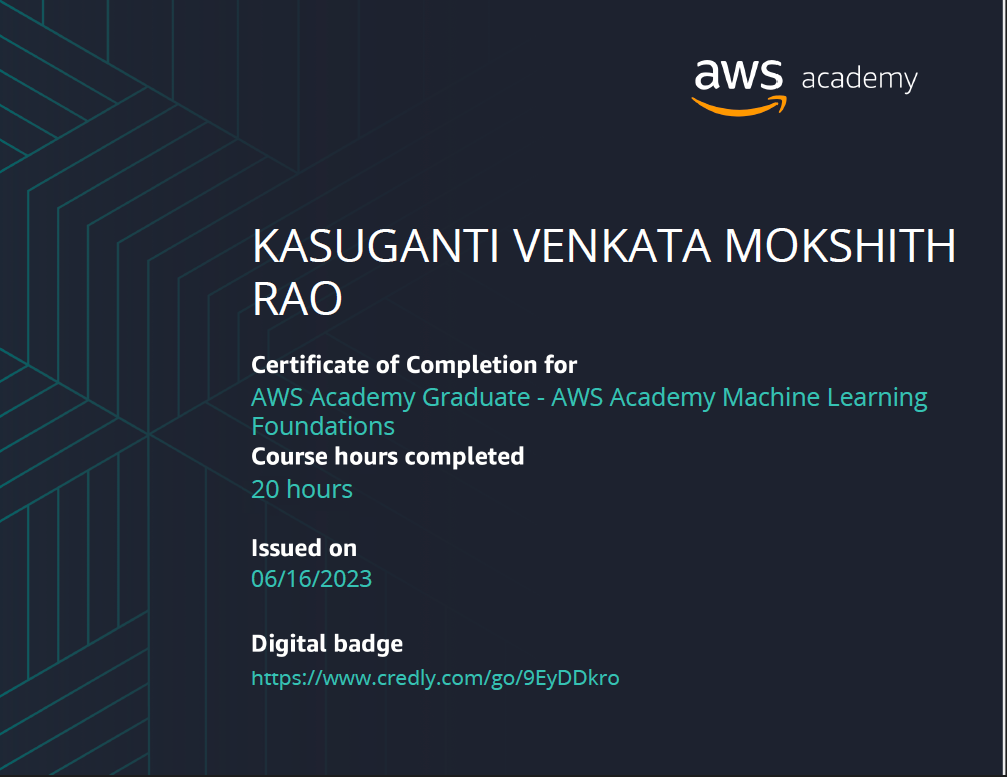 aws academy
KASUGANTI VENKATA MOKSHITH
RAO
Certificate of Completion for
AWS Academy Graduate - AWS Academy Machine Learning
Foundations
Course hours completed
20 hours
Issued on
06/16/2023
Digital badge
https://www.credly.com/go/9EyDDkro